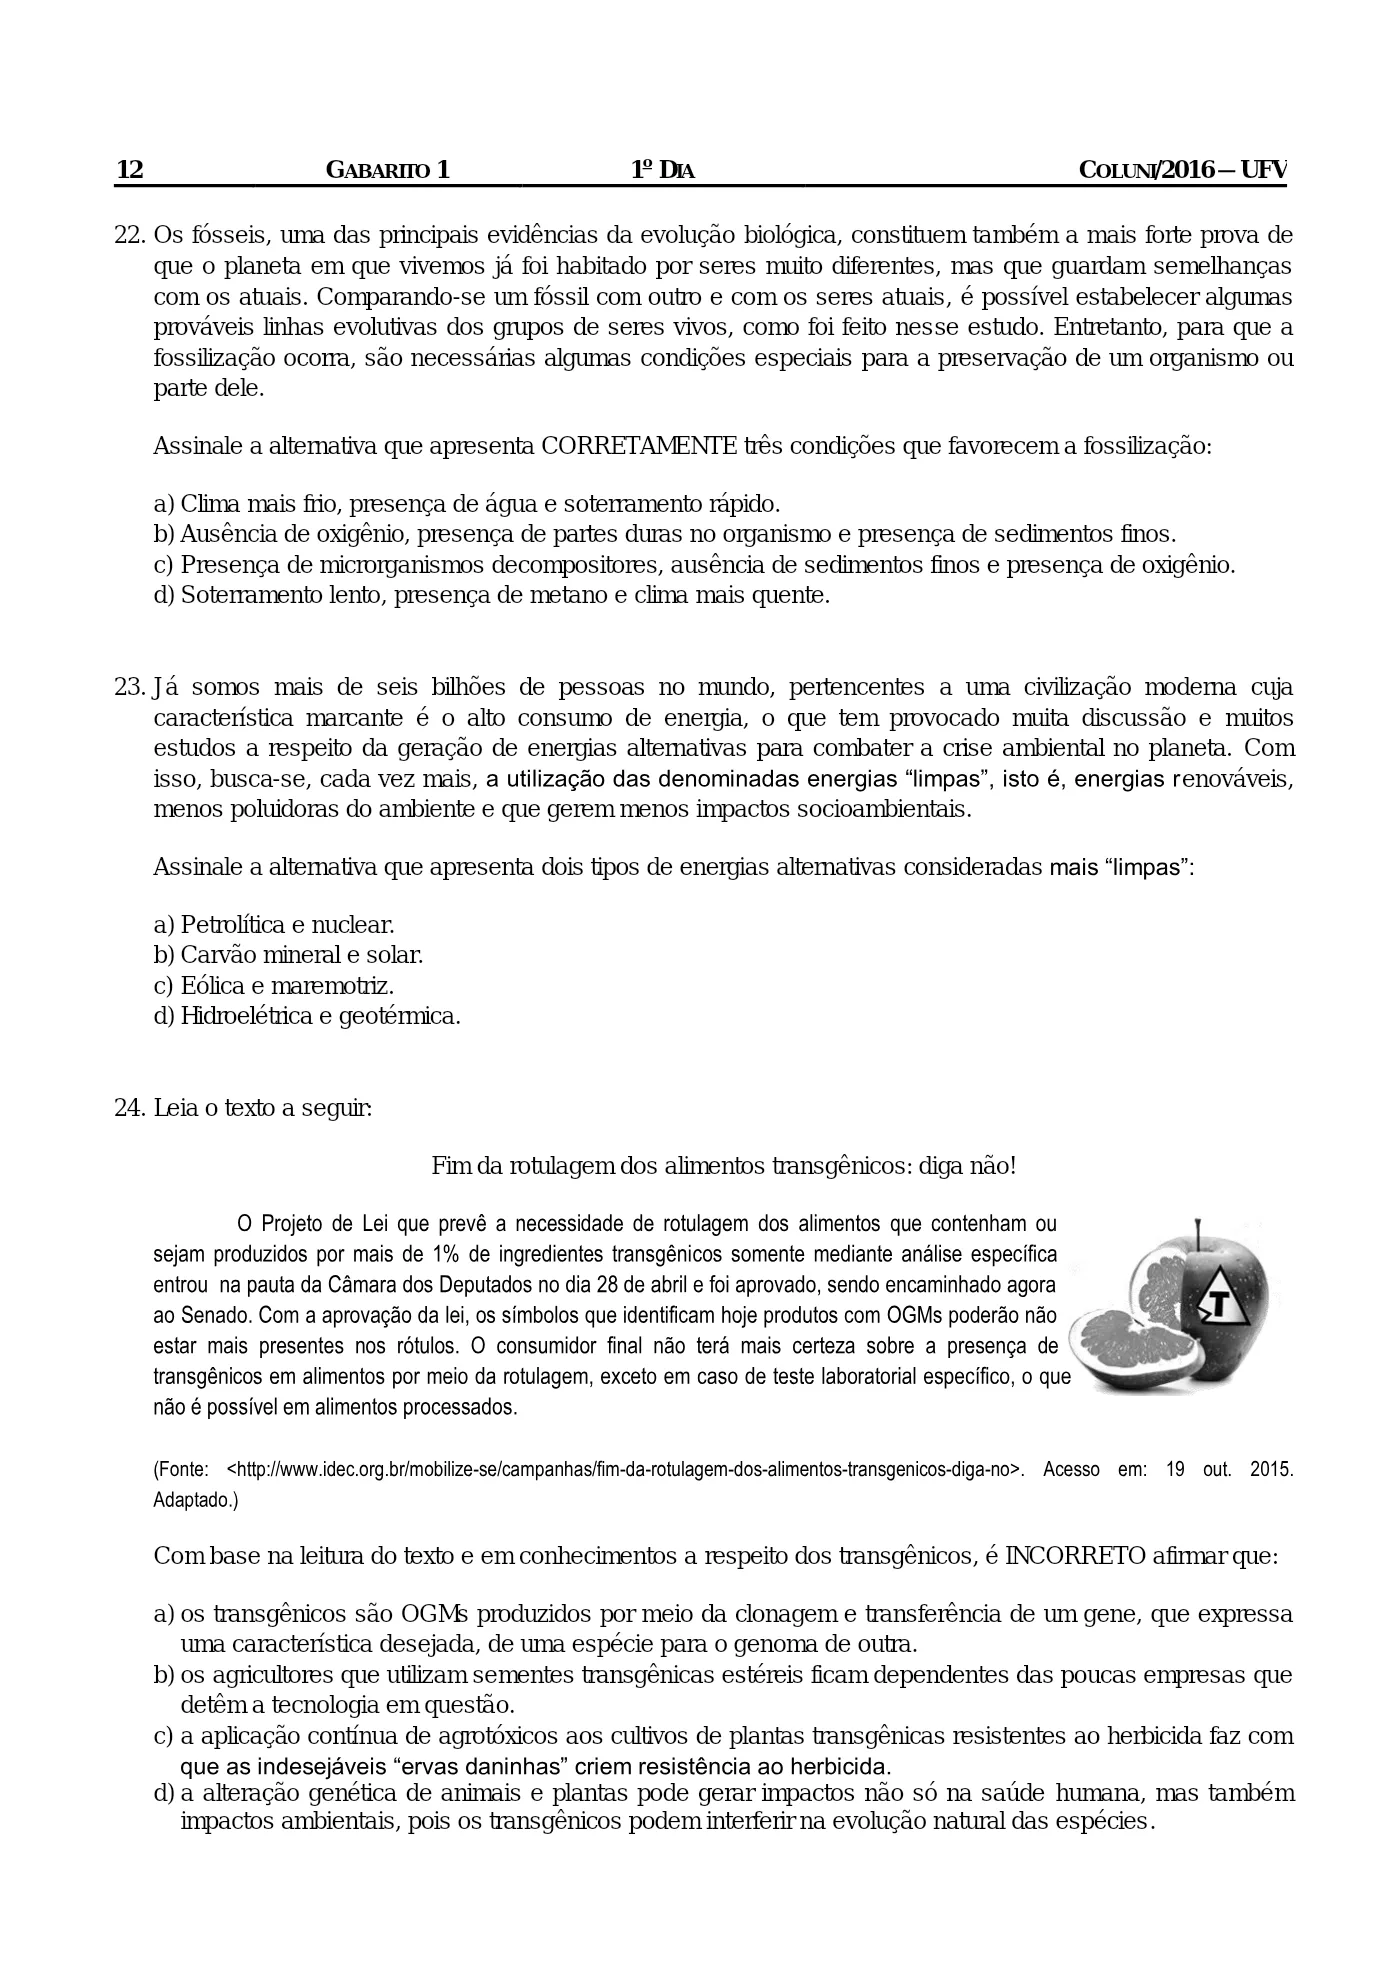 12 GABARITO 1 1º DIA COLUNI/2016 – UFV
22. Os fósseis, uma das principais evidências da evolução biológica, constituem também a mais forte prova de
que o planeta em que vivemos já foi habitado por seres muito diferentes, mas que guardam semelhanças
com os atuais. Comparando-se um fóssil com outro e com os seres atuais, é possível estabelecer algumas
prováveis linhas evolutivas dos grupos de seres vivos, como foi feito nesse estudo. Entretanto, para que a
fossilização ocorra, são necessárias algumas condições especiais para a preservação de um organismo ou
parte dele.
Assinale a alternativa que apresenta CORRETAMENTE três condições que favorecem a fossilização:
a) Clima mais frio, presença de água e soterramento rápido.
b) Ausência de oxigênio, presença de partes duras no organismo e presença de sedimentos finos.
c) Presença de microrganismos decompositores, ausência de sedimentos finos e presença de oxigênio.
d) Soterramento lento, presença de metano e clima mais quente.
23. Já somos mais de seis bilhões de pessoas no mundo, pertencentes a uma civilização moderna cuja
característica marcante é o alto consumo de energia, o que tem provocado muita discussão e muitos
estudos a respeito da geração de energias alternativas para combater a crise ambiental no planeta. Com
isso, busca-se, cada vez mais, a utilização das denominadas energias “limpas”, isto é, energias renováveis,
menos poluidoras do ambiente e que gerem menos impactos socioambientais.
Assinale a alternativa que apresenta dois tipos de energias alternativas consideradas mais “limpas”:
a) Petrolítica e nuclear.
b) Carvão mineral e solar.
c) Eólica e maremotriz.
d) Hidroelétrica e geotérmica.
24. Leia o texto a seguir:
Fim da rotulagem dos alimentos transgênicos: diga não!
O Projeto de Lei que prevê a necessidade de rotulagem dos alimentos que contenham ou
sejam produzidos por mais de 1% de ingredientes transgênicos somente mediante análise específica
entrou na pauta da Câmara dos Deputados no dia 28 de abril e foi aprovado, sendo encaminhado agora
ao Senado. Com a aprovação da lei, os símbolos que identificam hoje produtos com OGMs poderão não
estar mais presentes nos rótulos. O consumidor final não terá mais certeza sobre a presença de
transgênicos em alimentos por meio da rotulagem, exceto em caso de teste laboratorial específico, o que
não é possível em alimentos processados.
T
(Fonte: <http://www.idec.org.br/mobilize-se/campanhas/fim-da-rotulagem-dos-alimentos-transgenicos-diga-no>. Acesso em: 19 out. 2015.
Adaptado.)
Com base na leitura do texto e em conhecimentos a respeito dos transgênicos, é INCORRETO afirmar que:
a) os transgênicos são OGMs produzidos por meio da clonagem e transferência de um gene, que expressa
uma característica desejada, de uma espécie para o genoma de outra.
b) os agricultores que utilizam sementes transgênicas estéreis ficam dependentes das poucas empresas que
detêm a tecnologia em questão.
c) a aplicação contínua de agrotóxicos aos cultivos de plantas transgênicas resistentes ao herbicida faz com
que as indesejáveis “ervas daninhas” criem resistência ao herbicida.
d) a alteração genética de animais e plantas pode gerar impactos não só na saúde humana, mas também
impactos ambientais, pois os transgênicos podem interferir na evolução natural das espécies.